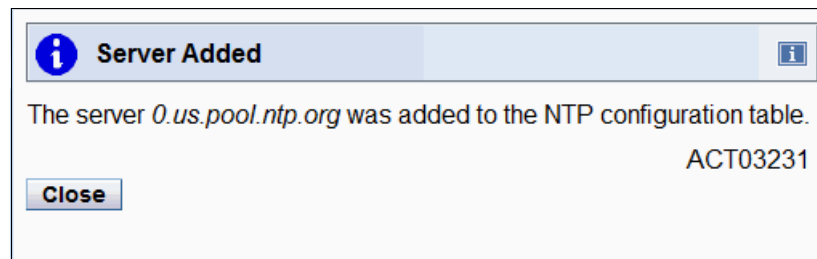 Server Added
The server 0.us.pool.ntp.org was added to the NTP configuration table.
ACT03231
Close